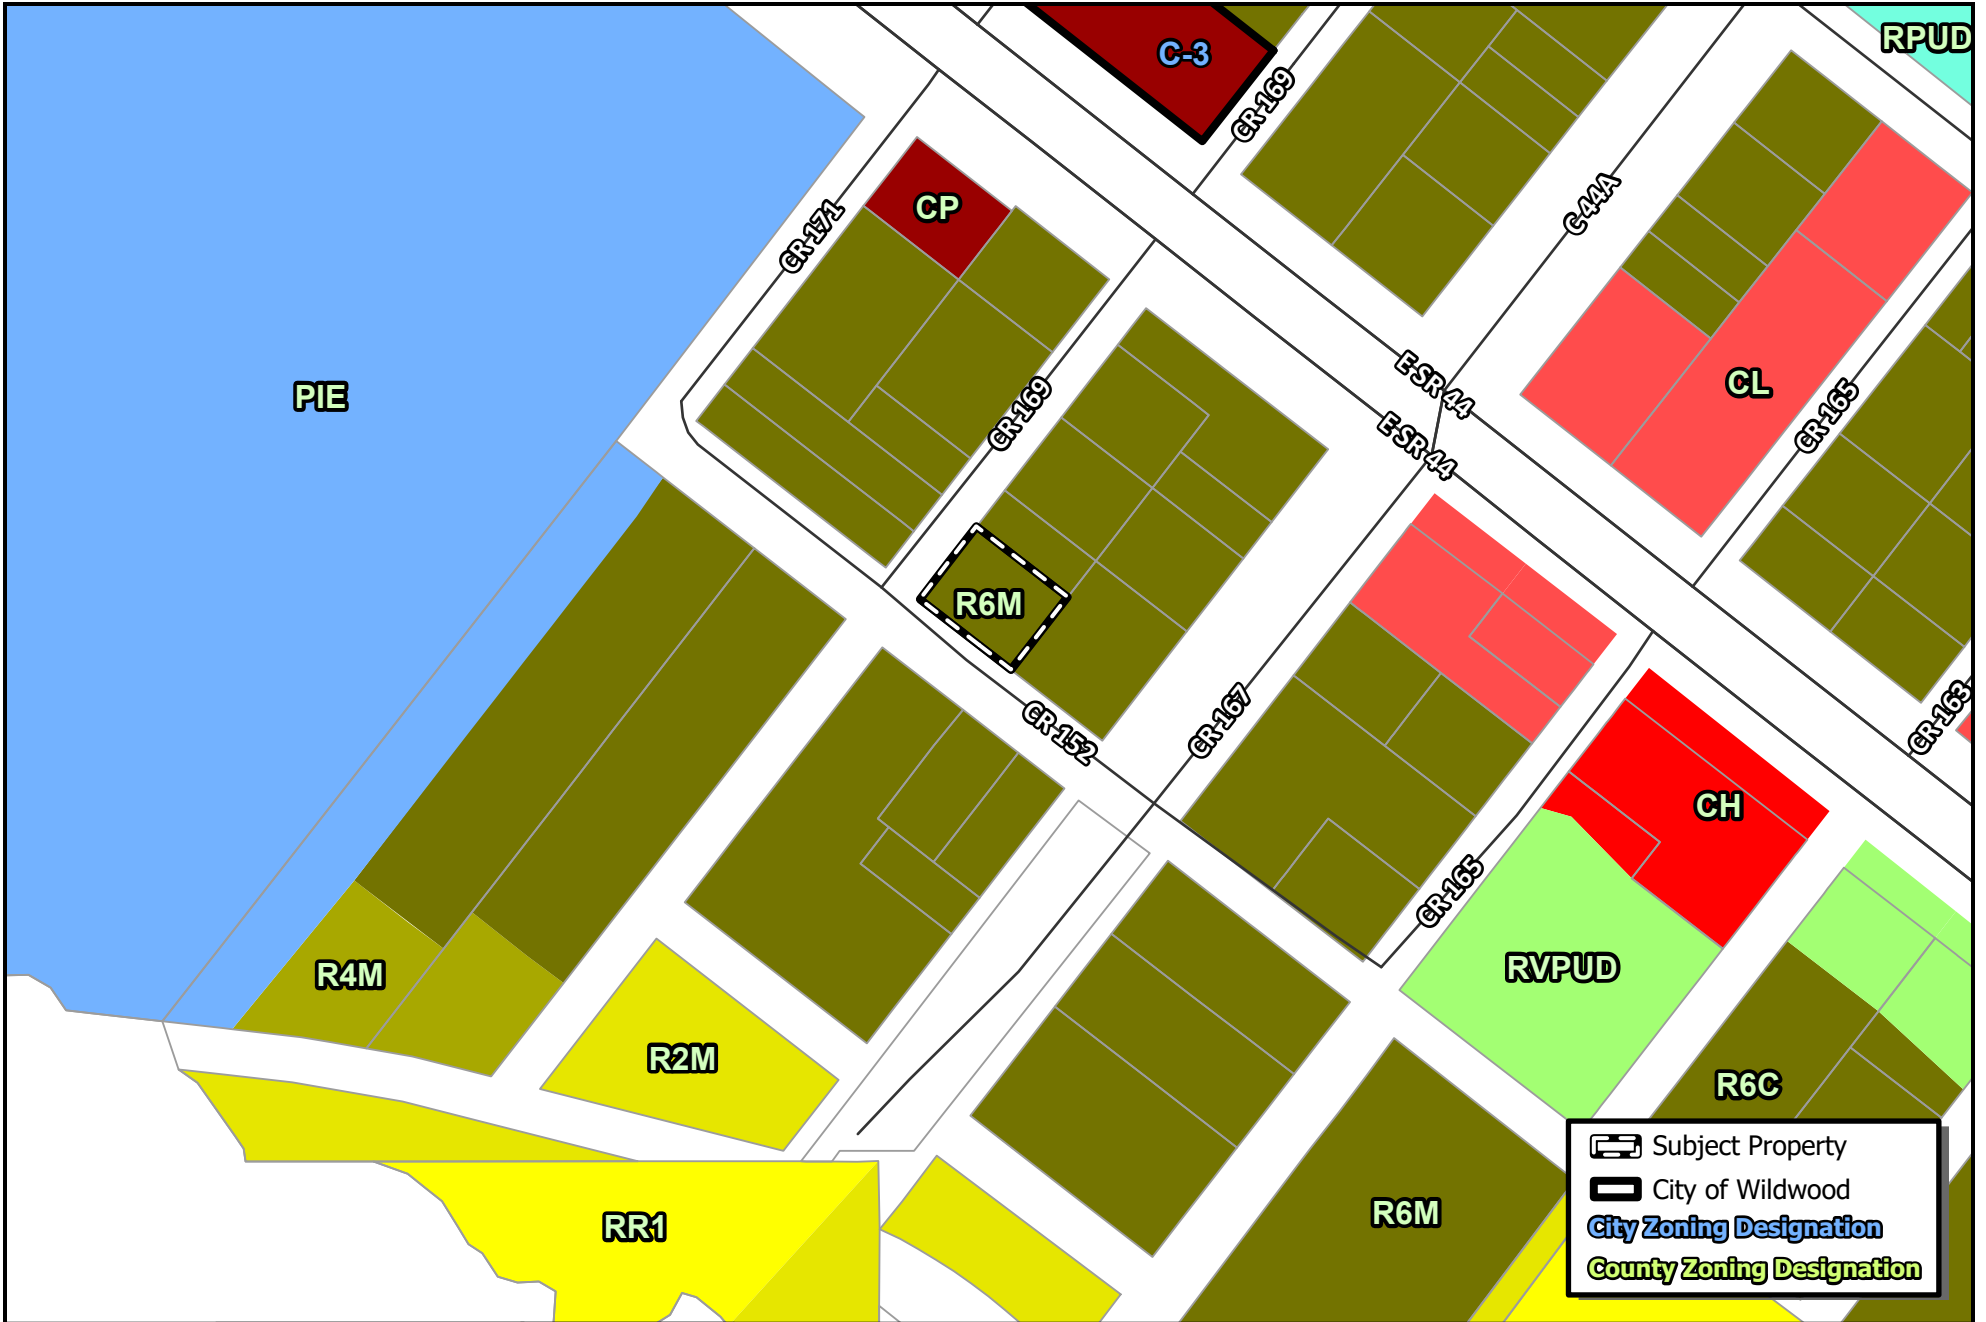 RPUD
C-3
CR-169
CR-171
CP
C-44A
PIE
E SR 44
CL
CR-169
CR-165
E SR 44
R6M
CR-167
CR-152
CR-163
CH
CR-165
R4M
RVPUD
R2M
R6C
RR1
R6M
Subject Property
City of Wildwood
City Zoning Designation
County Zoning Designation